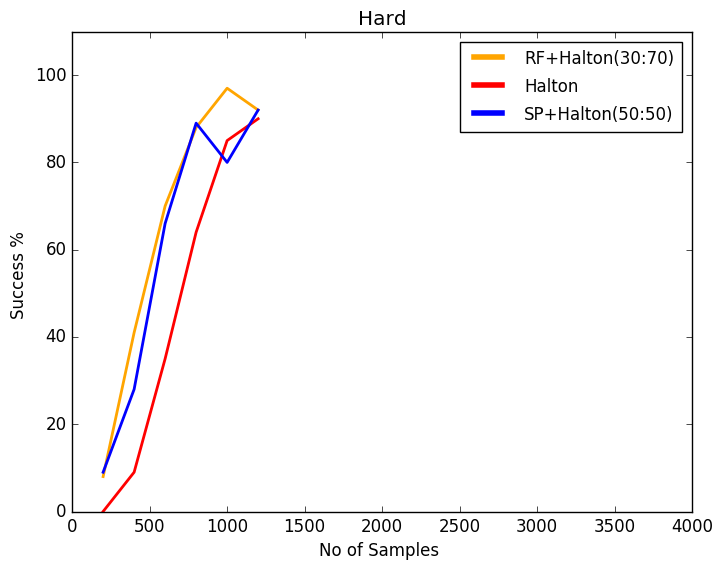 Hard
RF+Halton(30:70)
Halton
SP+Halton(50:50)
Success %
100
80
60
40
20
0
0 500 1000 1500 2000 2500 3000 3500 4000
No of Samples